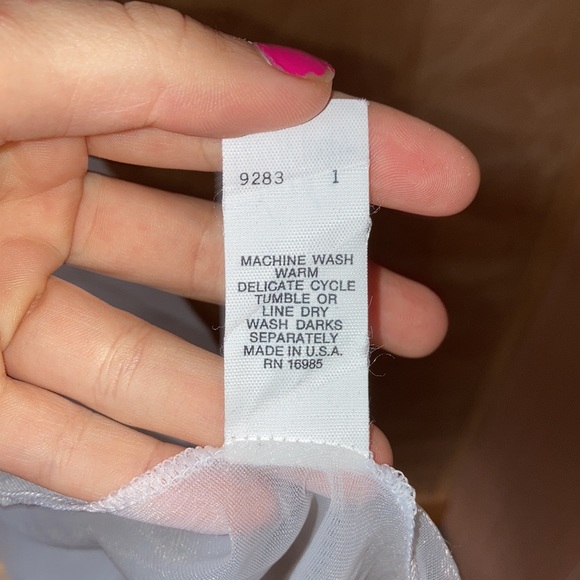 9283 1
MACHINE WASH
WARM
DELICATE CYCLE
TUMBLE OR
LINE DRY
WASH DARKS
SEPARATELY
MADE IN U.S.A.
RN 16985